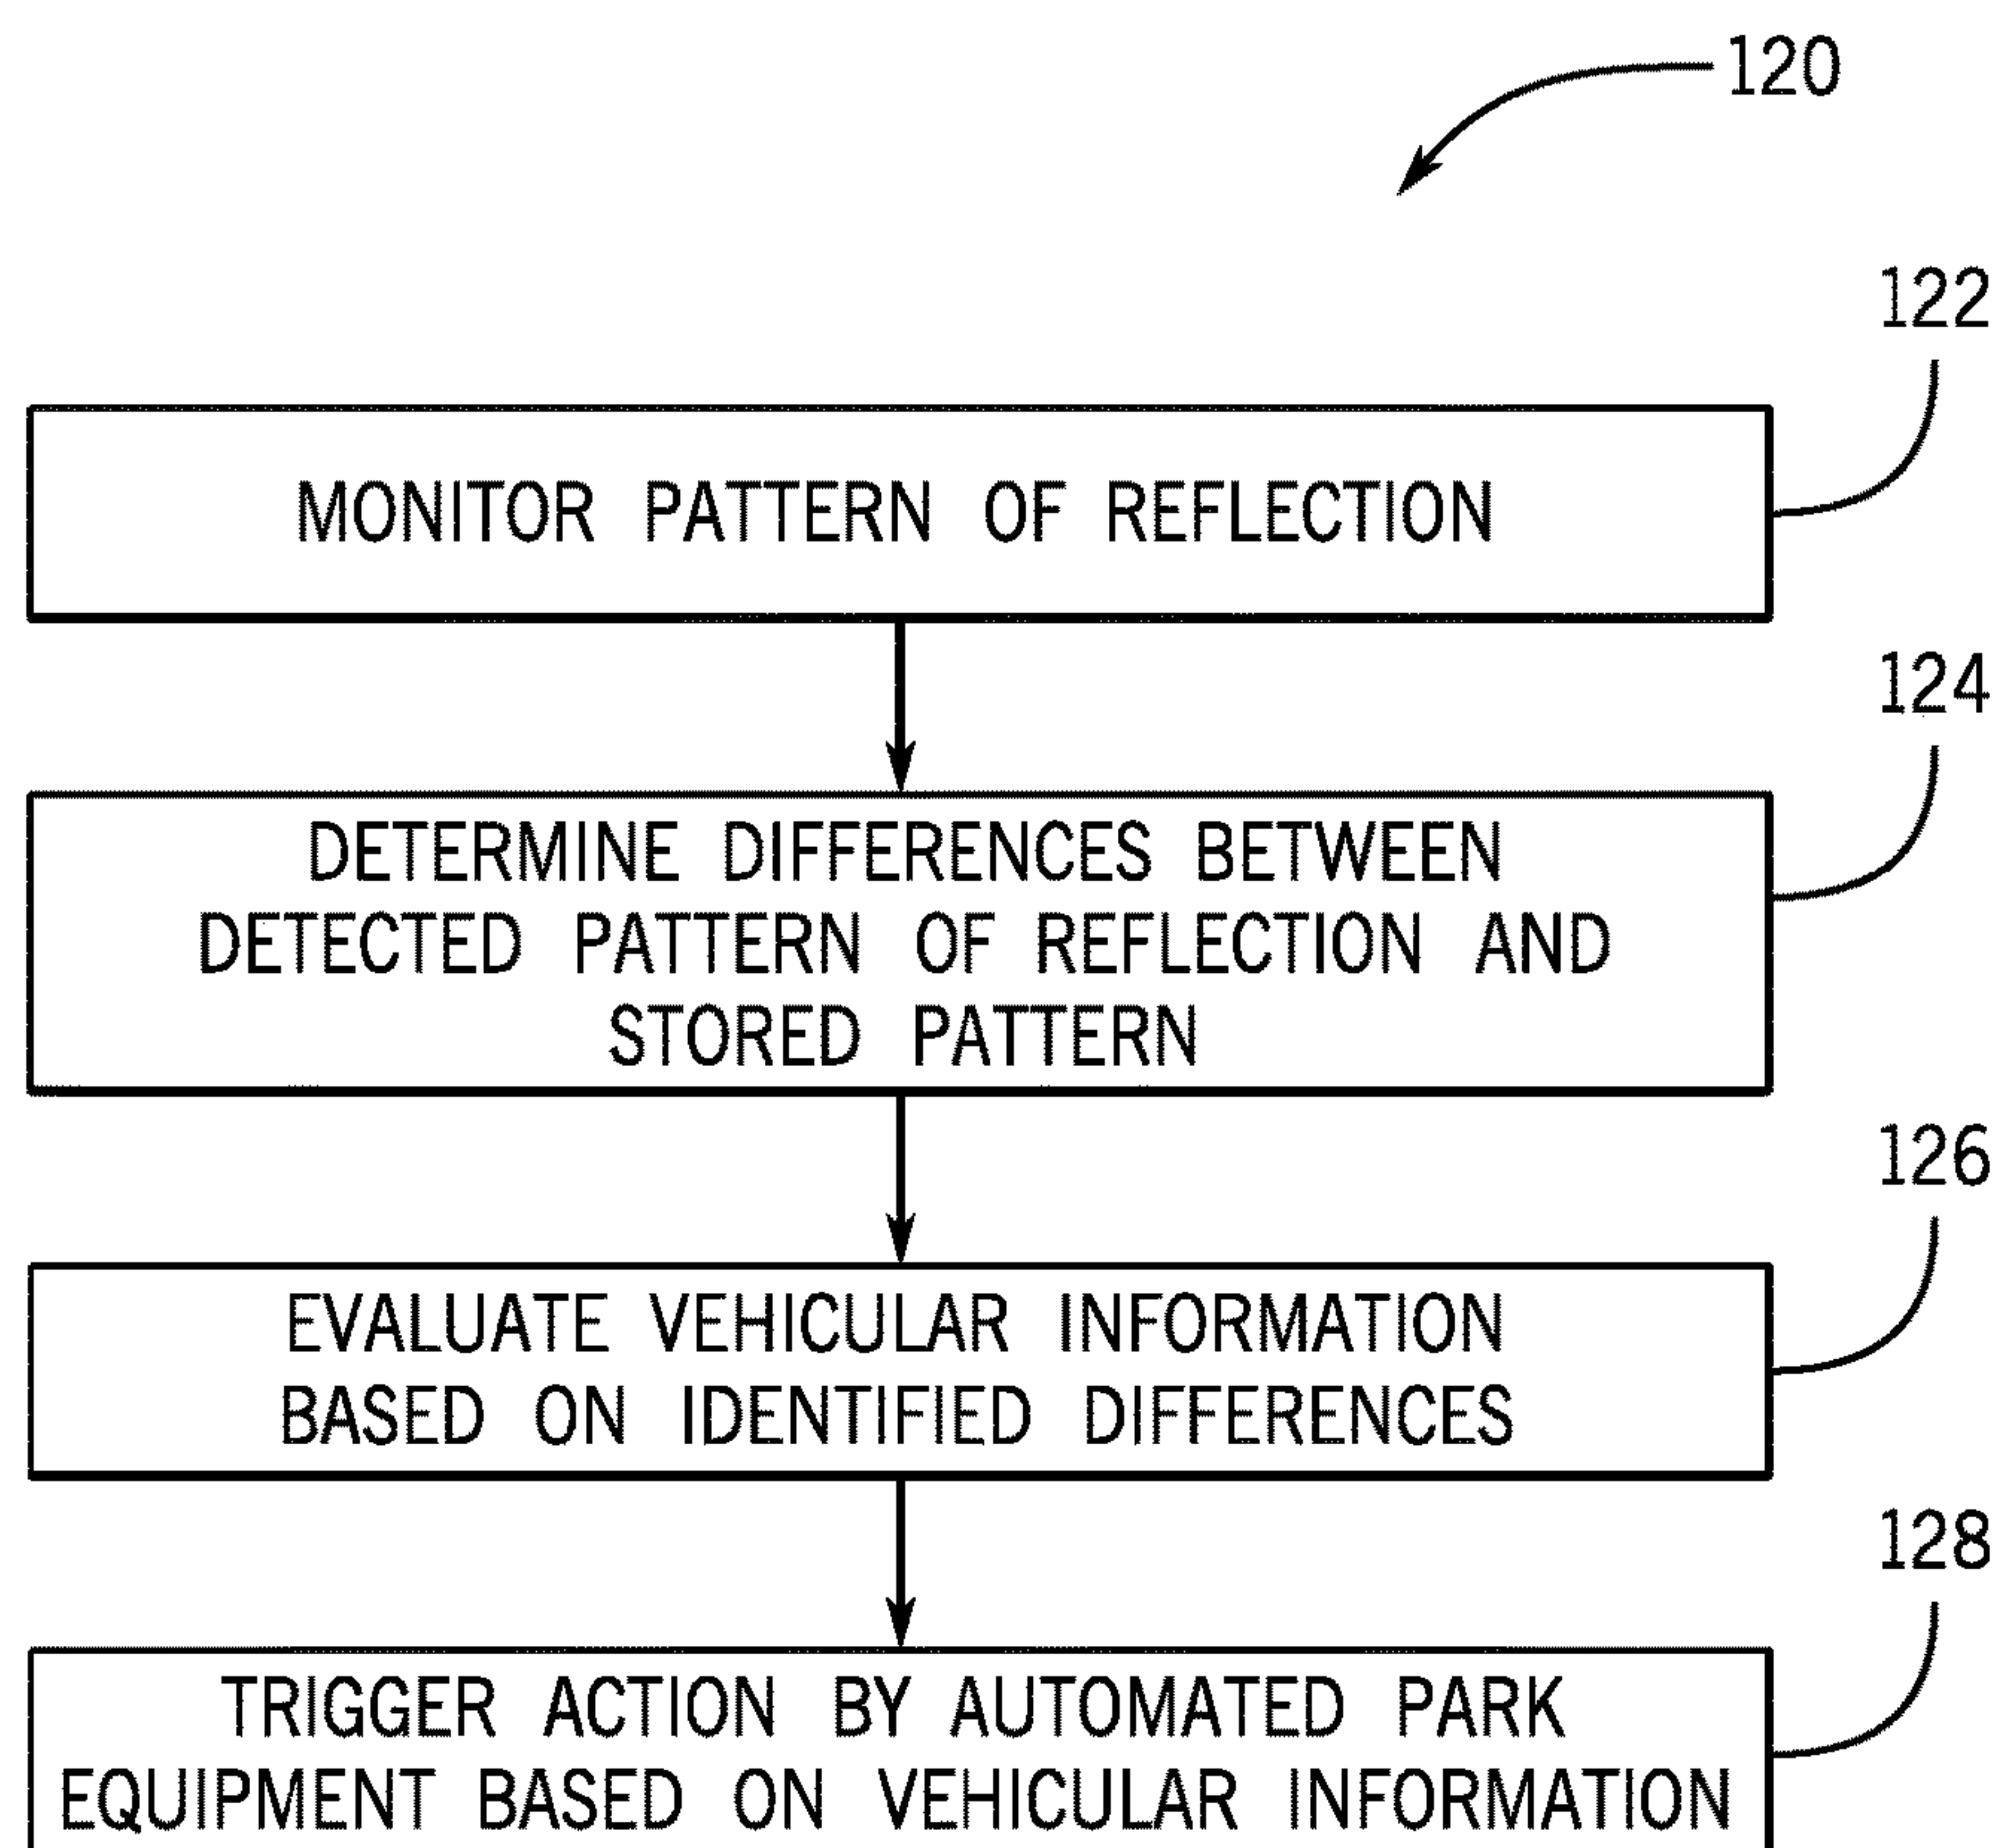 120
122
MONITOR PATTERN OF REFLECTION
124
DETERMINE DIFFERENCES BETWEEN
DETECTED PATTERN OF REFLECTION AND
STORED PATTERN
126
EVALUATE VEHICULAR INFORMATION
BASED ON IDENTIFIED DIFFERENCES
128
TRIGGER ACTION BY AUTOMATED PARK
EQUIPMENT BASED ON VEHICULAR INFORMATION